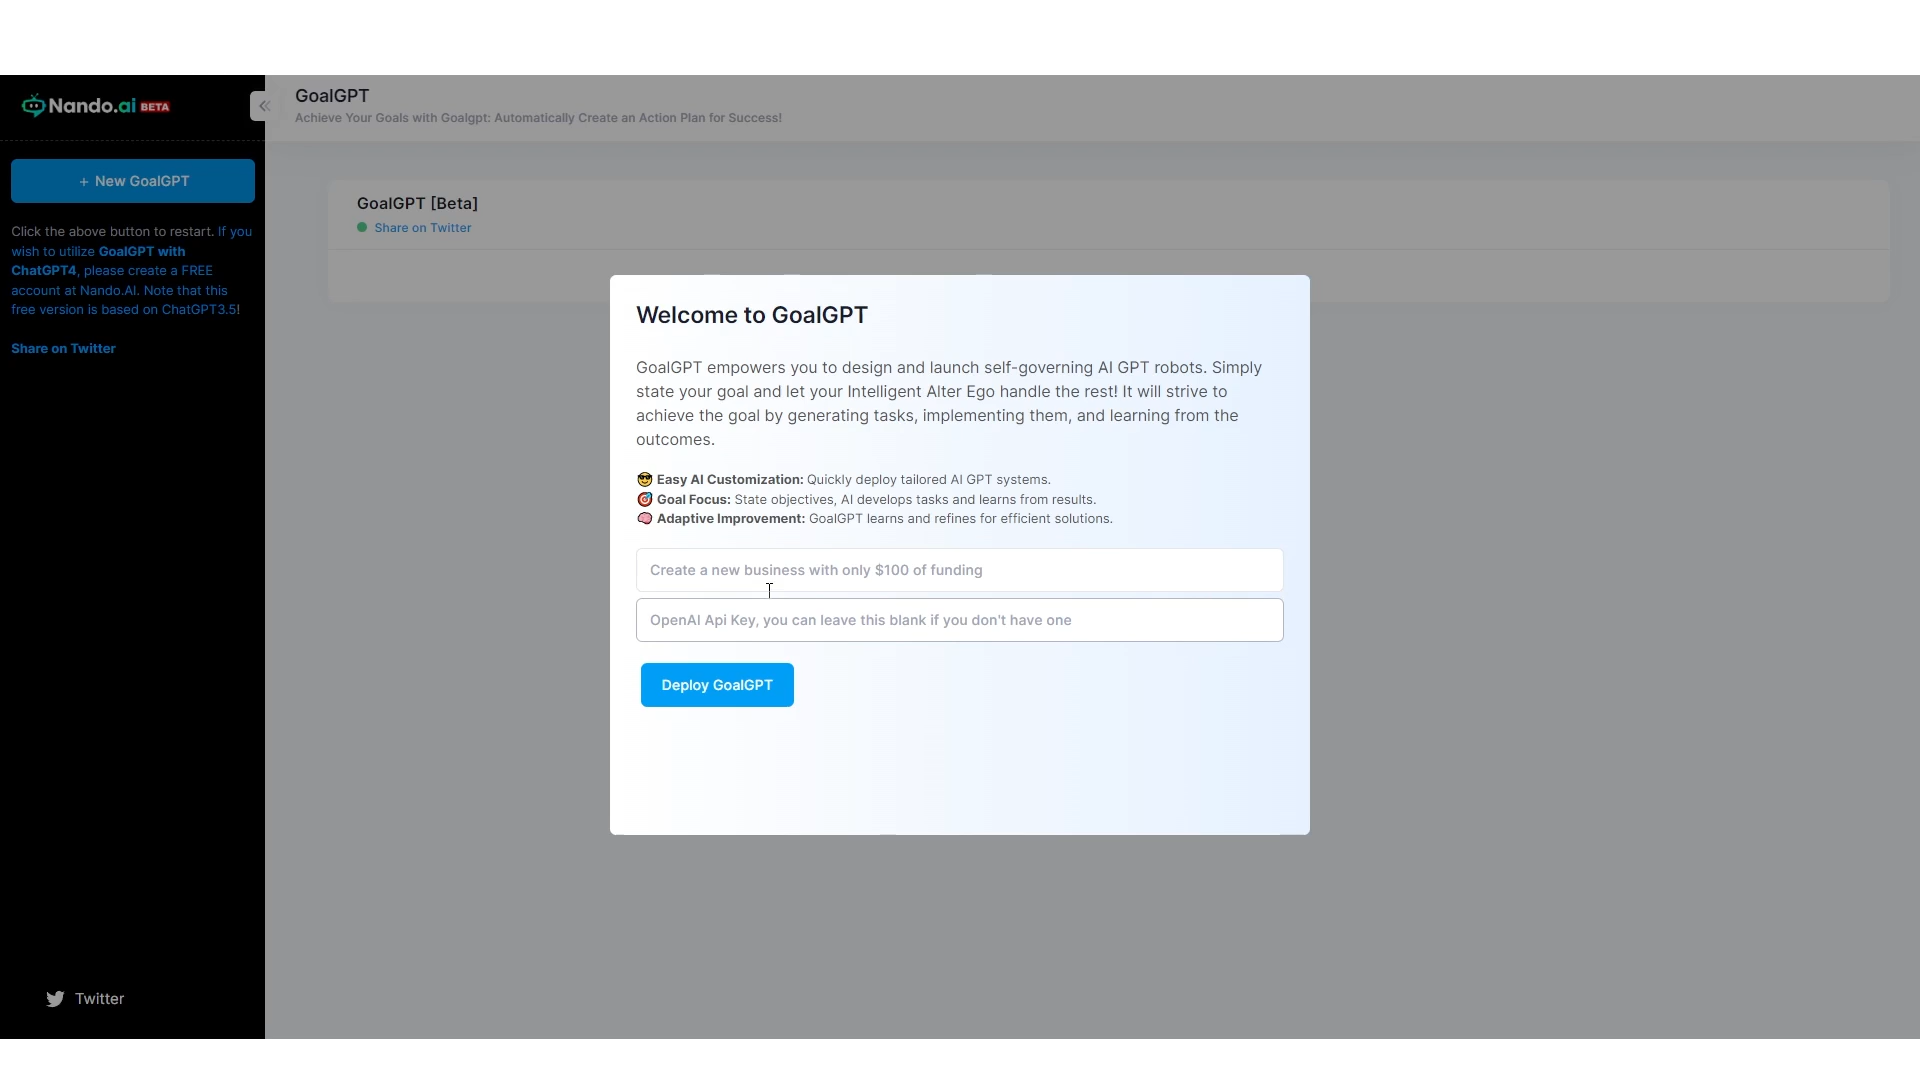 Nando.ai BETA
+ New GoalGPT
Click the above button to restart. If you
wish to utilize GoalGPT with
ChatGPT4, please create a FREE
account at Nando.AI. Note that this
free version is based on ChatGPT3.5!
Share on Twitter
Twitter
GoalGPT
Achieve Your Goals with Goalgpt: Automatically Create an Action Plan for Success!
GoalGPT [Beta]
Share on Twitter
Welcome to GoalGPT
GoalGPT empowers you to design and launch self-governing AI GPT robots. Simply
state your goal and let your Intelligent Alter Ego handle the rest! It will strive to
achieve the goal by generating tasks, implementing them, and learning from the
outcomes.
😎 Easy AI Customization: Quickly deploy tailored AI GPT systems.
🎯 Goal Focus: State objectives, AI develops tasks and learns from results.
🧠 Adaptive Improvement: GoalGPT learns and refines for efficient solutions.
Create a new business with only $100 of funding
OpenAI Api Key, you can leave this blank if you don't have one
Deploy GoalGPT